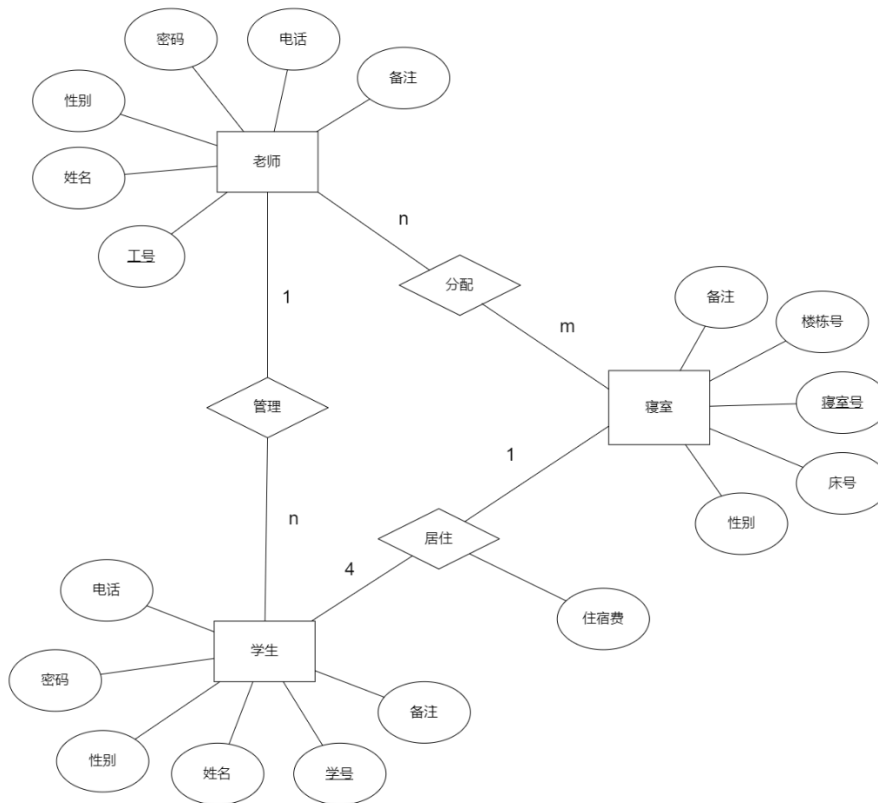 密码
电话
备注
性别
老师
姓名
n
工号
分配
1
备注
楼栋号
m
管理
寝室
寝室号
1
床号
n
性别
居住
4
电话
住宿费
学生
密码
备注
性别
姓名
学号